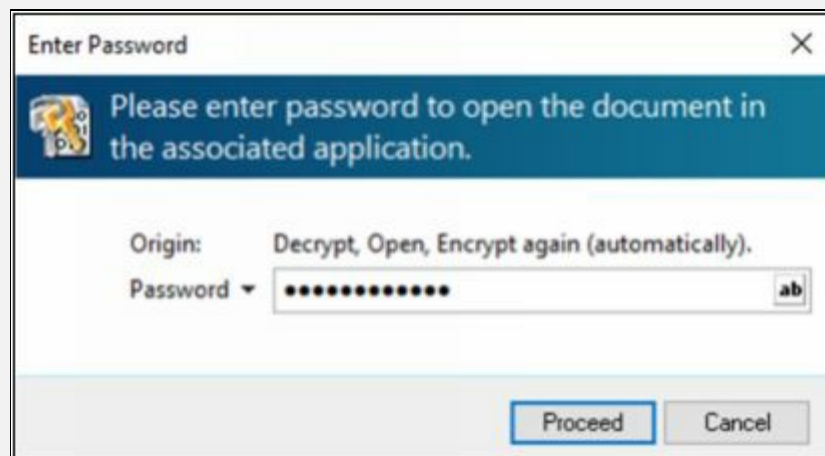 Enter Password
Please enter password to open the document in
the associated application.
Origin: Decrypt, Open, Encrypt again (automatically).
Password ●●●●●●●●●●●● ab
Proceed Cancel